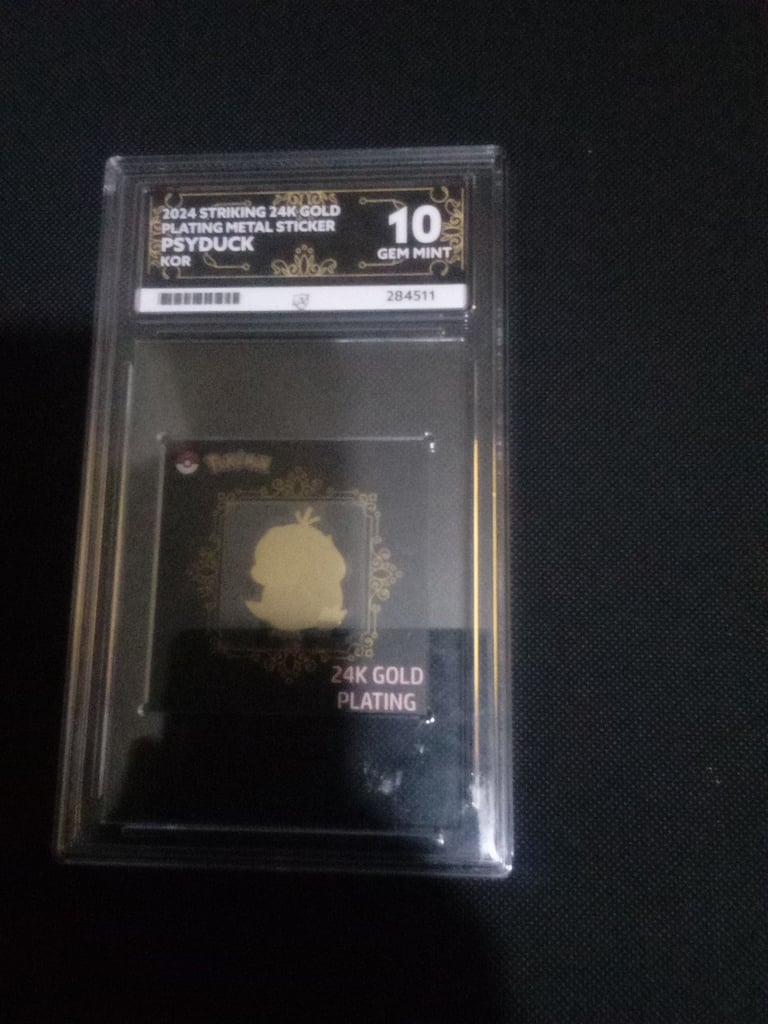 2024 STRIKING 24K GOLD
PLATING METAL STICKER
PSYDUCK
KOR
10
GEM MINT
284511
Pokémon
24K GOLD
PLATING